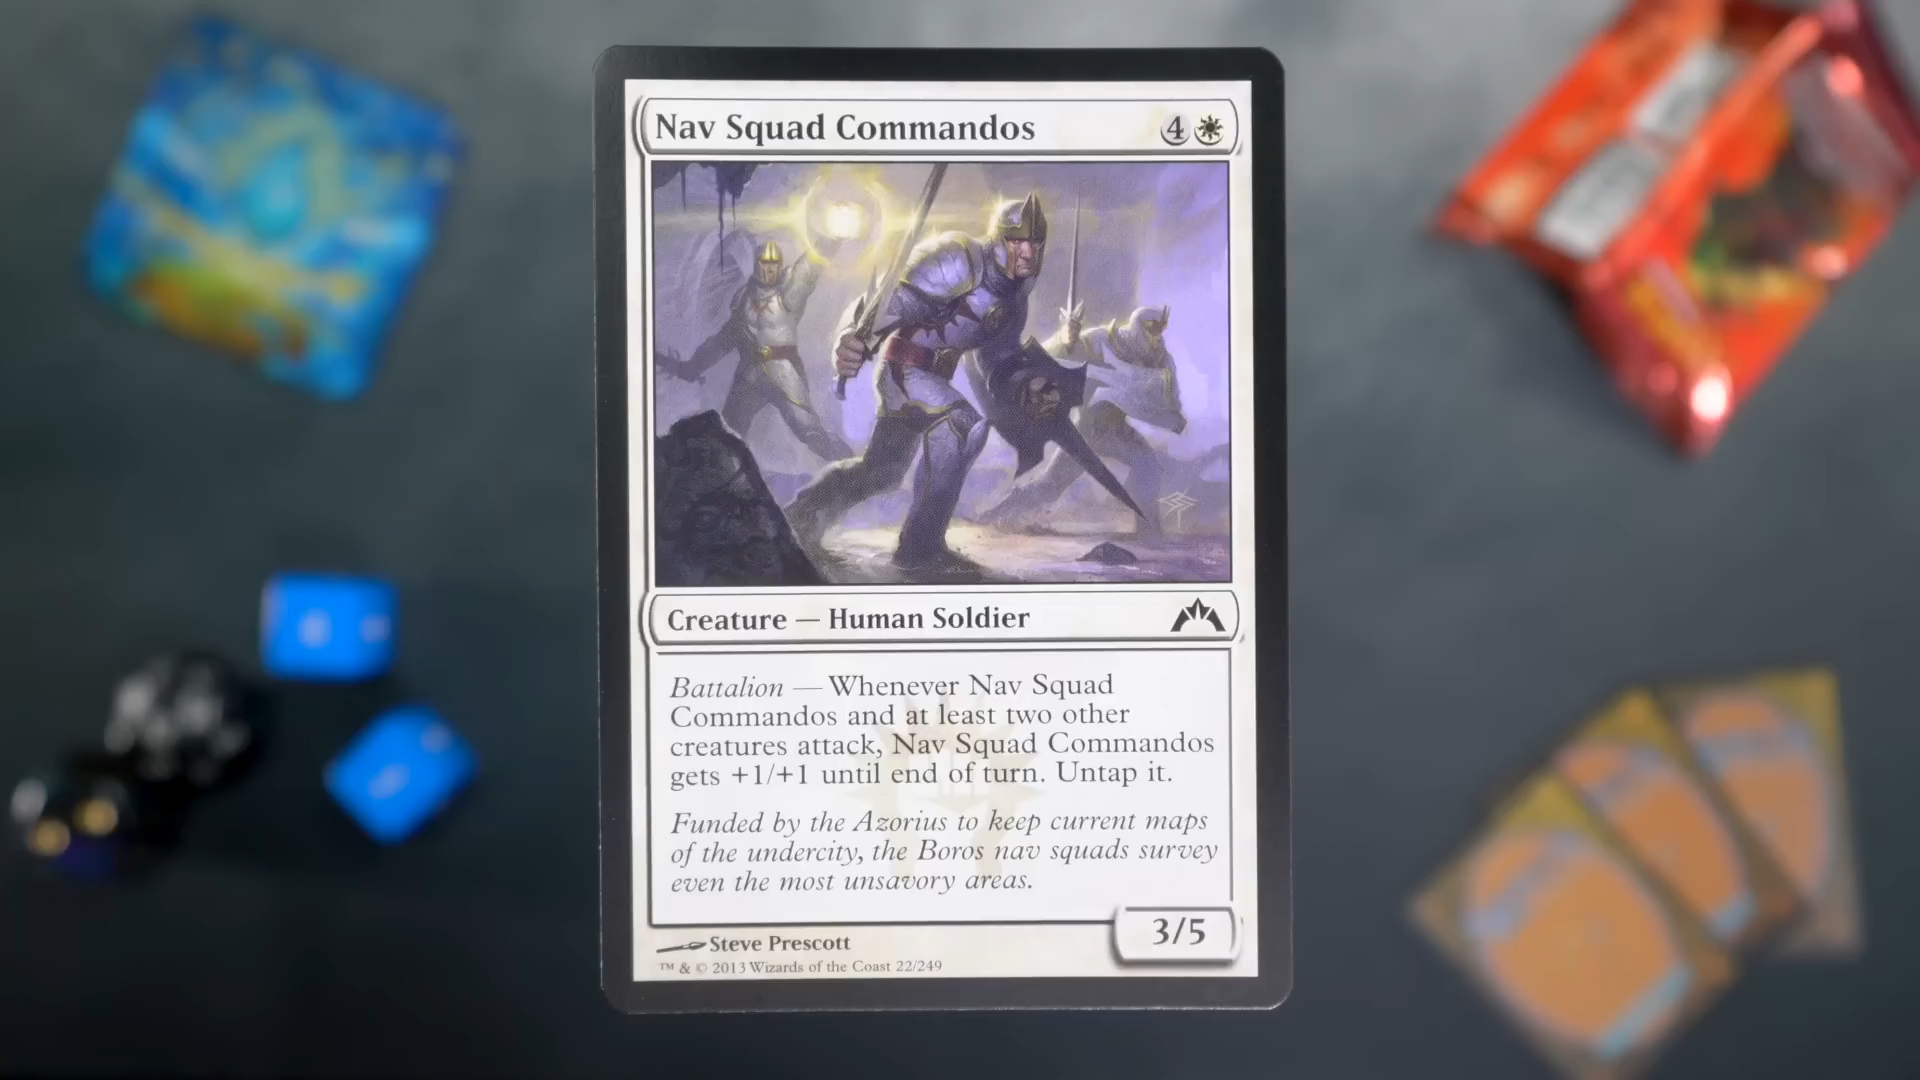 Nav Squad Commandos 4
Creature — Human Soldier
Battalion — Whenever Nav Squad
Commandos and at least two other
creatures attack, Nav Squad Commandos
gets +1/+1 until end of turn. Untap it.
Funded by the Azorius to keep current maps
of the undercity, the Boros nav squads survey
even the most unsavory areas.
3/5
Steve Prescott
™ & © 2013 Wizards of the Coast 22/249